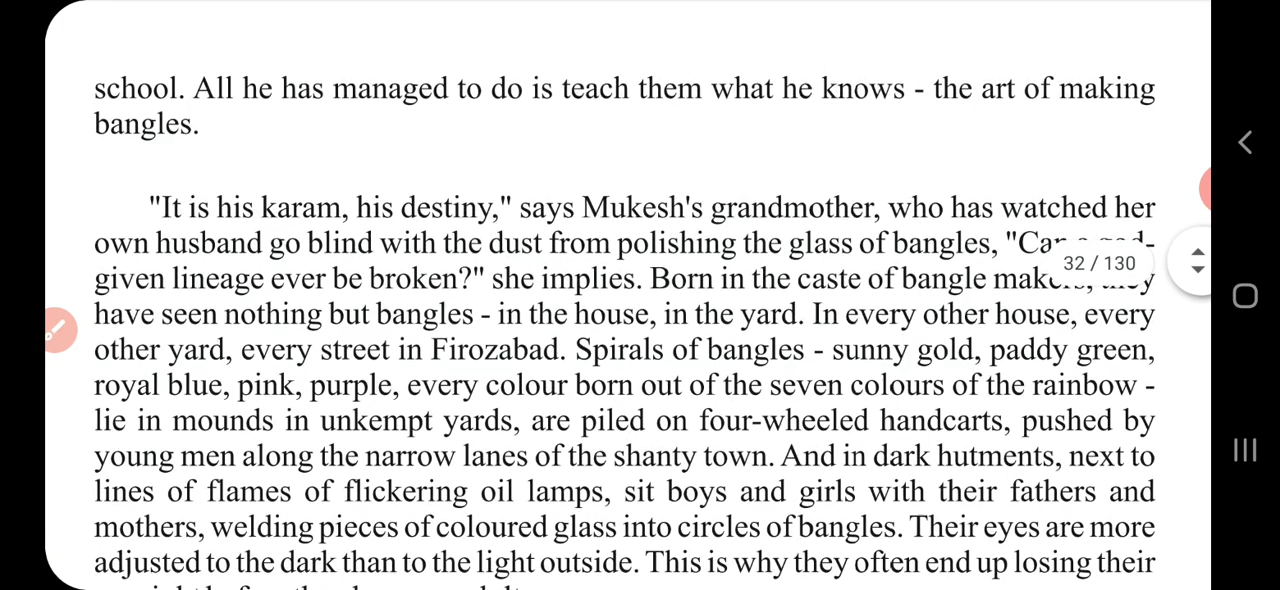 school. All he has managed to do is teach them what he knows - the art of making
bangles.
"It is his karam, his destiny," says Mukesh's grandmother, who has watched her
own husband go blind with the dust from polishing the glass of bangles, "Can a god-
given lineage ever be broken?" she implies. Born in the caste of bangle makers, they
32 / 130
have seen nothing but bangles - in the house, in the yard. In every other house, every
other yard, every street in Firozabad. Spirals of bangles - sunny gold, paddy green,
royal blue, pink, purple, every colour born out of the seven colours of the rainbow -
lie in mounds in unkempt yards, are piled on four-wheeled handcarts, pushed by
young men along the narrow lanes of the shanty town. And in dark hutments, next to
lines of flames of flickering oil lamps, sit boys and girls with their fathers and
mothers, welding pieces of coloured glass into circles of bangles. Their eyes are more
adjusted to the dark than to the light outside. This is why they often end up losing their